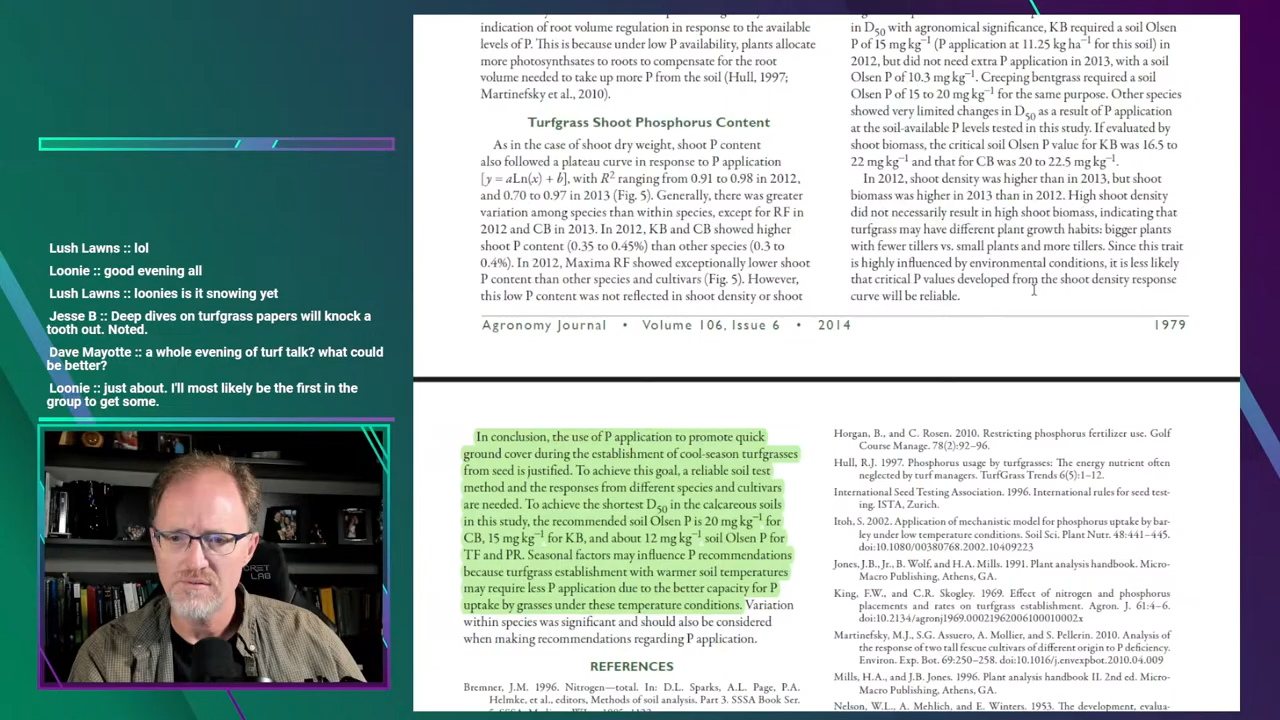 Lush Lawns :: lol
Loonie :: good evening all
Lush Lawns :: loonies is it snowing yet
Jesse B :: Deep dives on turfgrass papers will knock a
tooth out. Noted.
Dave Mayotte :: a whole evening of turf talk? what could
be better?
Loonie :: just about. I'll most likely be the first in the
group to get some.
indication of root volume regulation in response to the available
levels of P. This is because under low P availability, plants allocate
more photosynthsates to roots to compensate for the root
volume needed to take up more P from the soil (Hull, 1997;
Martinefsky et al., 2010).
Turfgrass Shoot Phosphorus Content
As in the case of shoot dry weight, shoot P content
also followed a plateau curve in response to P application
[y = aLn(x) + b], with R² ranging from 0.91 to 0.98 in 2012,
and 0.70 to 0.97 in 2013 (Fig. 5). Generally, there was greater
variation among species than within species, except for RF in
2012 and CB in 2013. In 2012, KB and CB showed higher
shoot P content (0.35 to 0.45%) than other species (0.3 to
0.4%). In 2012, Maxima RF showed exceptionally lower shoot
P content than other species and cultivars (Fig. 5). However,
this low P content was not reflected in shoot density or shoot
in D50 with agronomical significance, KB required a soil Olsen
P of 15 mg kg⁻¹ (P application at 11.25 kg ha⁻¹ for this soil) in
2012, but did not need extra P application in 2013, with a soil
Olsen P of 10.3 mg kg⁻¹. Creeping bentgrass required a soil
Olsen P of 15 to 20 mg kg⁻¹ for the same purpose. Other species
showed very limited changes in D50 as a result of P application
at the soil-available P levels tested in this study. If evaluated by
shoot biomass, the critical soil Olsen P value for KB was 16.5 to
22 mg kg⁻¹ and that for CB was 20 to 22.5 mg kg⁻¹.
In 2012, shoot density was higher than in 2013, but shoot
biomass was higher in 2013 than in 2012. High shoot density
did not necessarily result in high shoot biomass, indicating that
turfgrass may have different plant growth habits: bigger plants
with fewer tillers vs. small plants and more tillers. Since this trait
is highly influenced by environmental conditions, it is less likely
that critical P values developed from the shoot density response
curve will be reliable.
Agronomy Journal • Volume 106, Issue 6 • 2014 1979
In conclusion, the use of P application to promote quick
ground cover during the establishment of cool-season turfgrasses
from seed is justified. To achieve this goal, a reliable soil test
method and the responses from different species and cultivars
are needed. To achieve the shortest D50 in the calcareous soils
in this study, the recommended soil Olsen P is 20 mg kg⁻¹ for
CB, 15 mg kg⁻¹ for KB, and about 12 mg kg⁻¹ soil Olsen P for
TF and PR. Seasonal factors may influence P recommendations
because turfgrass establishment with warmer soil temperatures
may require less P application due to the better capacity for P
uptake by grasses under these temperature conditions. Variation
within species was significant and should also be considered
when making recommendations regarding P application.
REFERENCES
Bremner, J.M. 1996. Nitrogen—total. In: D.L. Sparks, A.L. Page, P.A.
Helmke, et al., editors, Methods of soil analysis. Part 3. SSSA Book Ser.
Horgan, B., and C. Rosen. 2010. Restricting phosphorus fertilizer use. Golf
Course Manage. 78(2):92–96.
Hull, R.J. 1997. Phosphorus usage by turfgrasses: The energy nutrient often
neglected by turf managers. TurfGrass Trends 6(5):1–12.
International Seed Testing Association. 1996. International rules for seed test-
ing. ISTA, Zurich.
Itoh, S. 2002. Application of mechanistic model for phosphorus uptake by bar-
ley under low temperature conditions. Soil Sci. Plant Nutr. 48:441–445.
doi:10.1080/00380768.2002.10409223
Jones, J.B., Jr., B. Wolf, and H.A. Mills. 1991. Plant analysis handbook. Micro-
Macro Publishing, Athens, GA.
King, F.W., and C.R. Skogley. 1969. Effect of nitrogen and phosphorus
placements and rates on turfgrass establishment. Agron. J. 61:4–6.
doi:10.2134/agronj1969.00021962006100010002x
Martinefsky, M.J., S.G. Assuero, A. Mollier, and S. Pellerin. 2010. Analysis of
the response of two tall fescue cultivars of different origin to P deficiency.
Environ. Exp. Bot. 69:250–258. doi:10.1016/j.envexpbot.2010.04.009
Mills, H.A., and J.B. Jones. 1996. Plant analysis handbook II. 2nd ed. Micro-
Macro Publishing, Athens, GA.
Nelson, W.L., A. Mehlich, and E. Winters. 1953. The development, evalua-